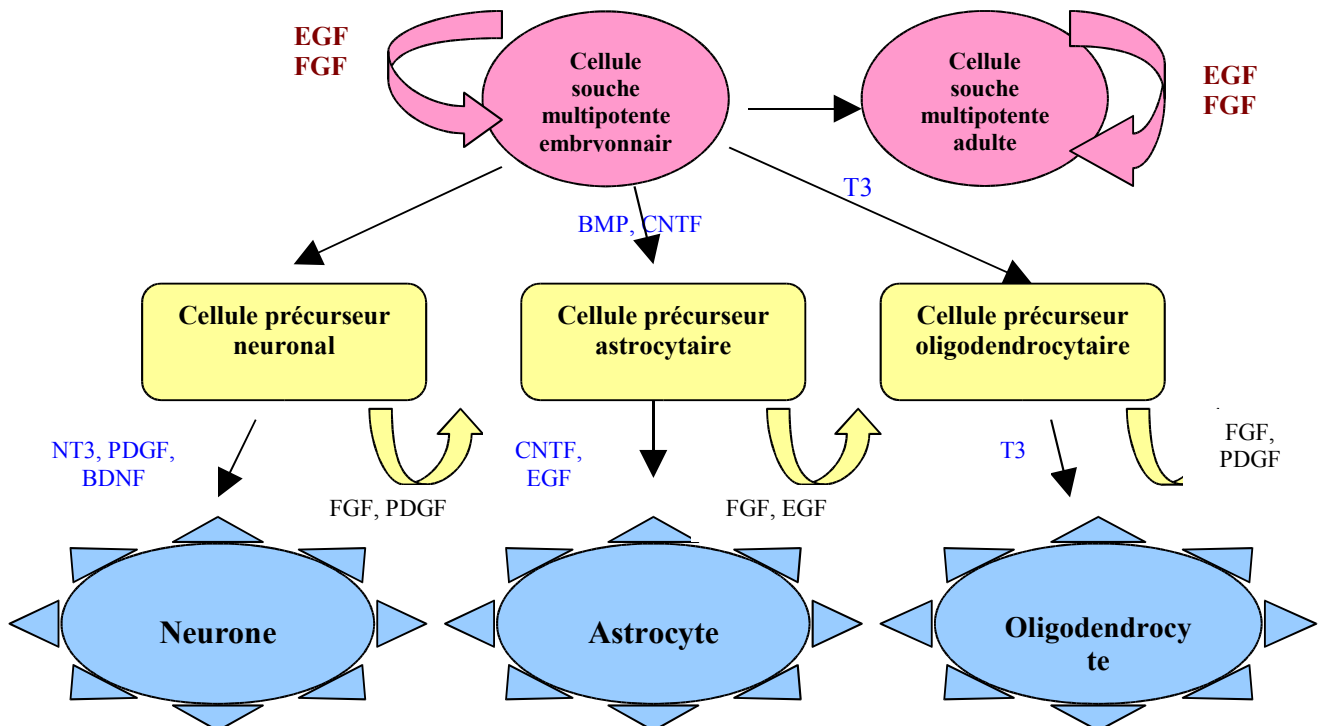 EGF
FGF
Cellule
souche
multipotente
embrvonnair
Cellule
souche
multipotente
adulte
EGF
FGF
T3
BMP, CNTF
Cellule précurseur
neuronal
Cellule précurseur
astrocytaire
Cellule précurseur
oligodendrocytaire
NT3, PDGF,
BDNF
FGF, PDGF
CNTF,
EGF
FGF, EGF
T3
FGF,
PDGF
Neurone
Astrocyte
Oligodendrocy
te